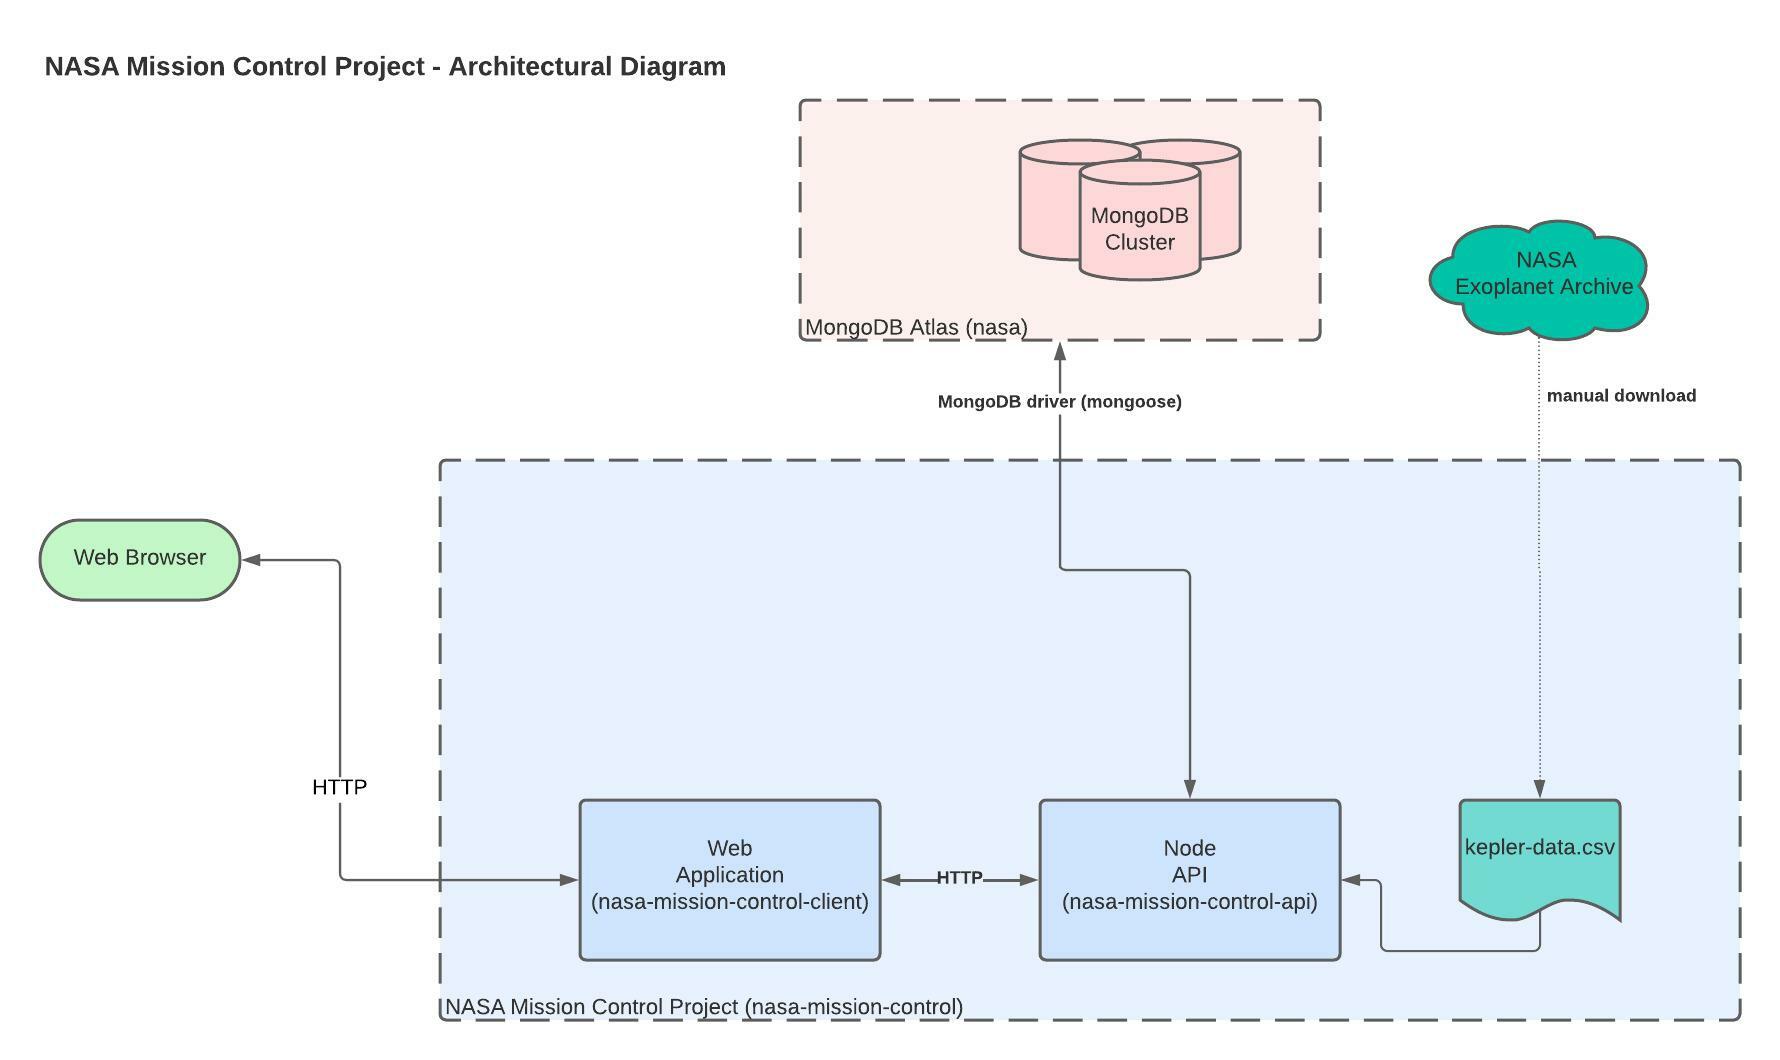 NASA Mission Control Project - Architectural Diagram
MongoDB
Cluster
MongoDB Atlas (nasa)
NASA
Exoplanet Archive
MongoDB driver (mongoose)
manual download
Web Browser
HTTP
Web
Application
(nasa-mission-control-client)
HTTP
Node
API
(nasa-mission-control-api)
kepler-data.csv
NASA Mission Control Project (nasa-mission-control)